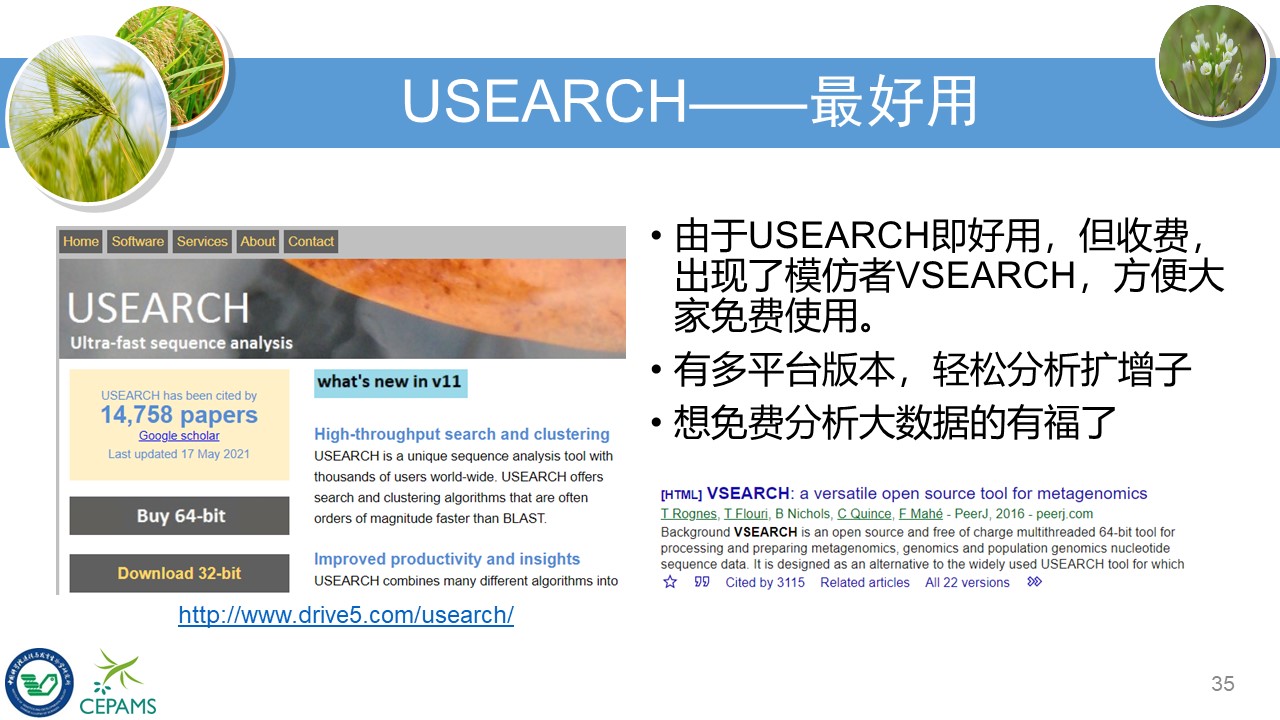 USEARCH——最好用
Home Software Services About Contact
USEARCH
Ultra-fast sequence analysis
USEARCH has been cited by
14,758 papers
Google scholar
Last updated 17 May 2021
Buy 64-bit
Download 32-bit
what's new in v11
High-throughput search and clustering
USEARCH is a unique sequence analysis tool with
thousands of users world-wide. USEARCH offers
search and clustering algorithms that are often
orders of magnitude faster than BLAST.
Improved productivity and insights
USEARCH combines many different algorithms into
http://www.drive5.com/usearch/
• 由于USEARCH即好用，但收费，
出现了模仿者VSEARCH，方便大
家免费使用。
• 有多平台版本，轻松分析扩增子
• 想免费分析大数据的有福了
[HTML] VSEARCH: a versatile open source tool for metagenomics
T Rognes, T Flouri, B Nichols, C Quince, F Mahé - PeerJ, 2016 - peerj.com
Background VSEARCH is an open source and free of charge multithreaded 64-bit tool for
processing and preparing metagenomics, genomics and population genomics nucleotide
sequence data. It is designed as an alternative to the widely used USEARCH tool for which
Cited by 3115 Related articles All 22 versions
CEPAMS
35